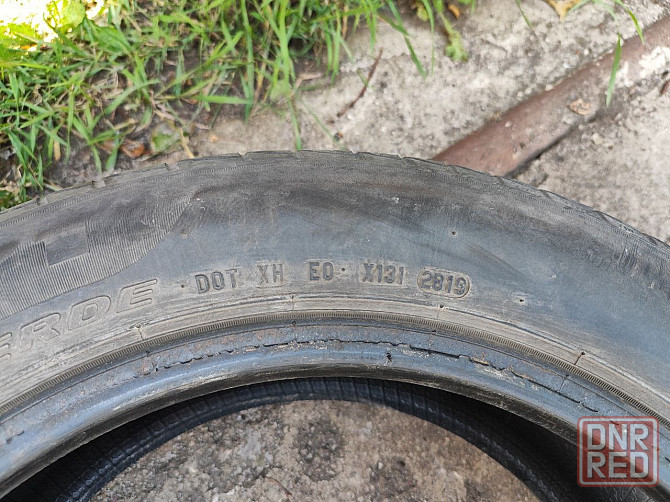 DOT XH E0 X131 2819
ERDE
DNR
RED